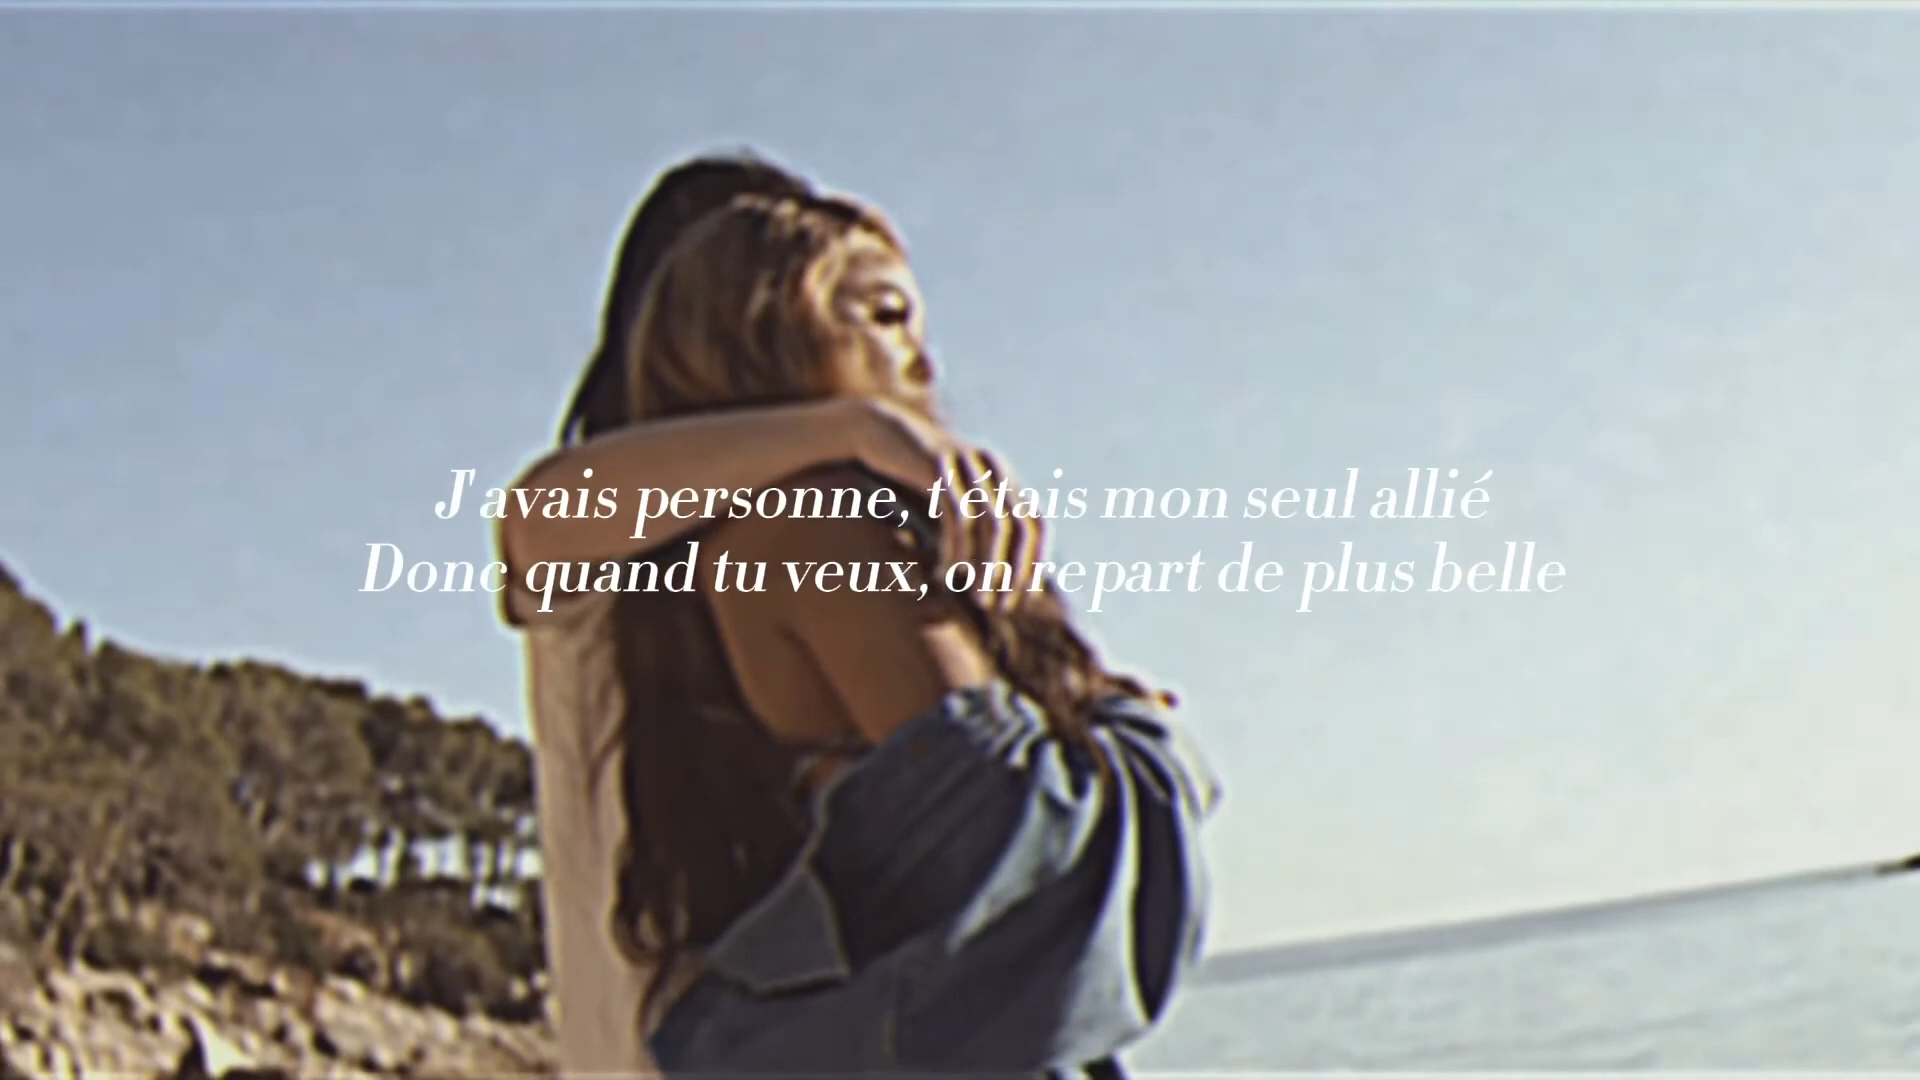 J'avais personne, t'étais mon seul allié
Donc quand tu veux, on repart de plus belle